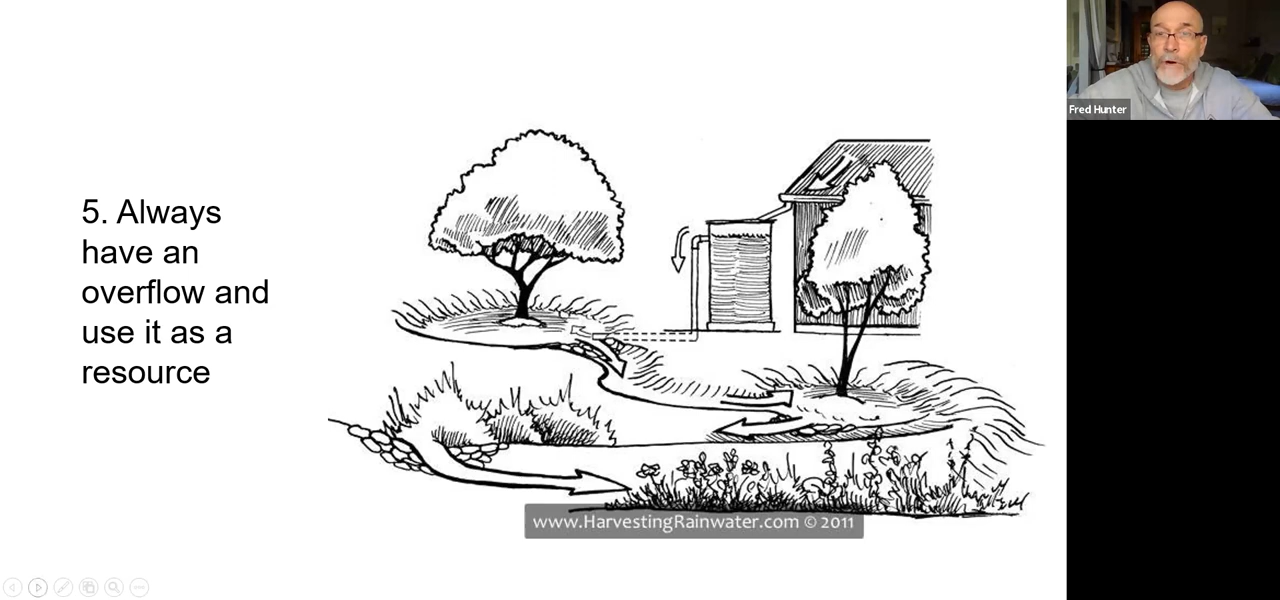 5. Always
have an
overflow and
use it as a
resource
www.HarvestingRainwater.com © 2011
Fred Hunter